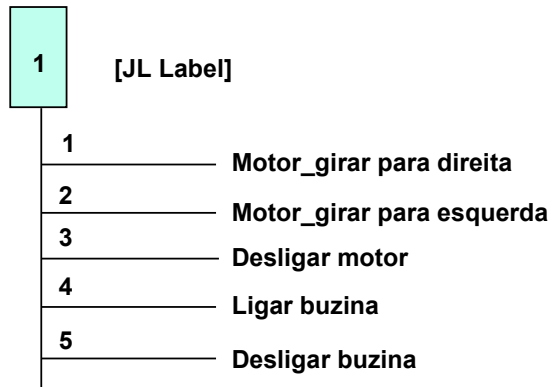 1 [JL Label]
1 Motor_girar para direita
2 Motor_girar para esquerda
3 Desligar motor
4 Ligar buzina
5 Desligar buzina